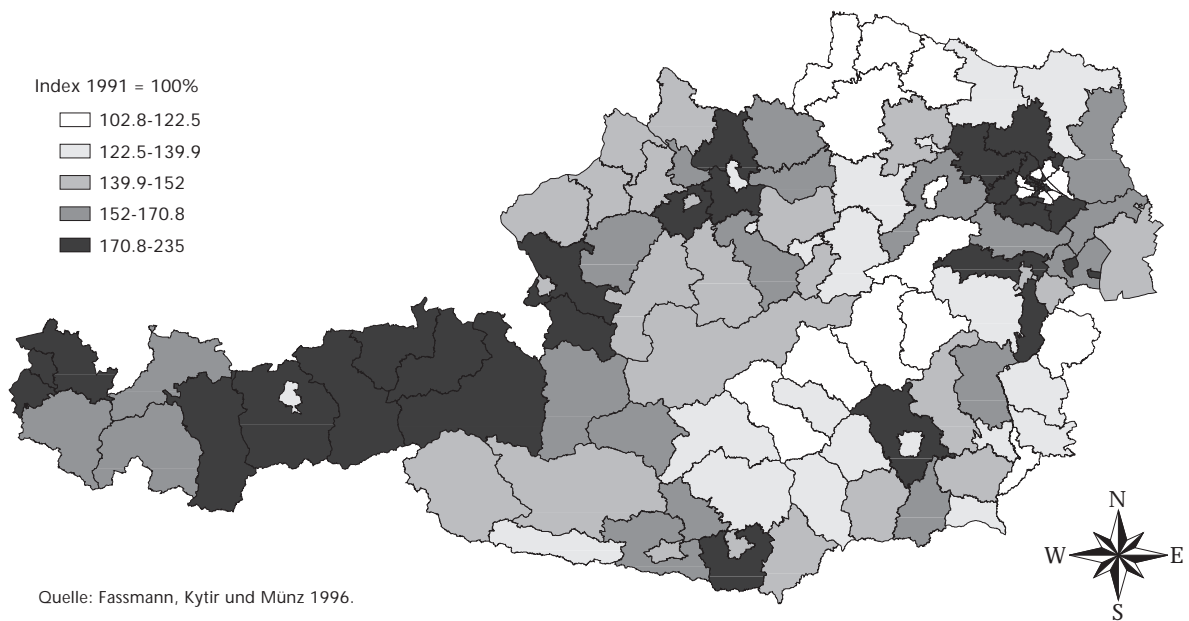 Index 1991 = 100%
102.8-122.5
122.5-139.9
139.9-152
152-170.8
170.8-235
N
W E
S
Quelle: Fassmann, Kytir und Münz 1996.